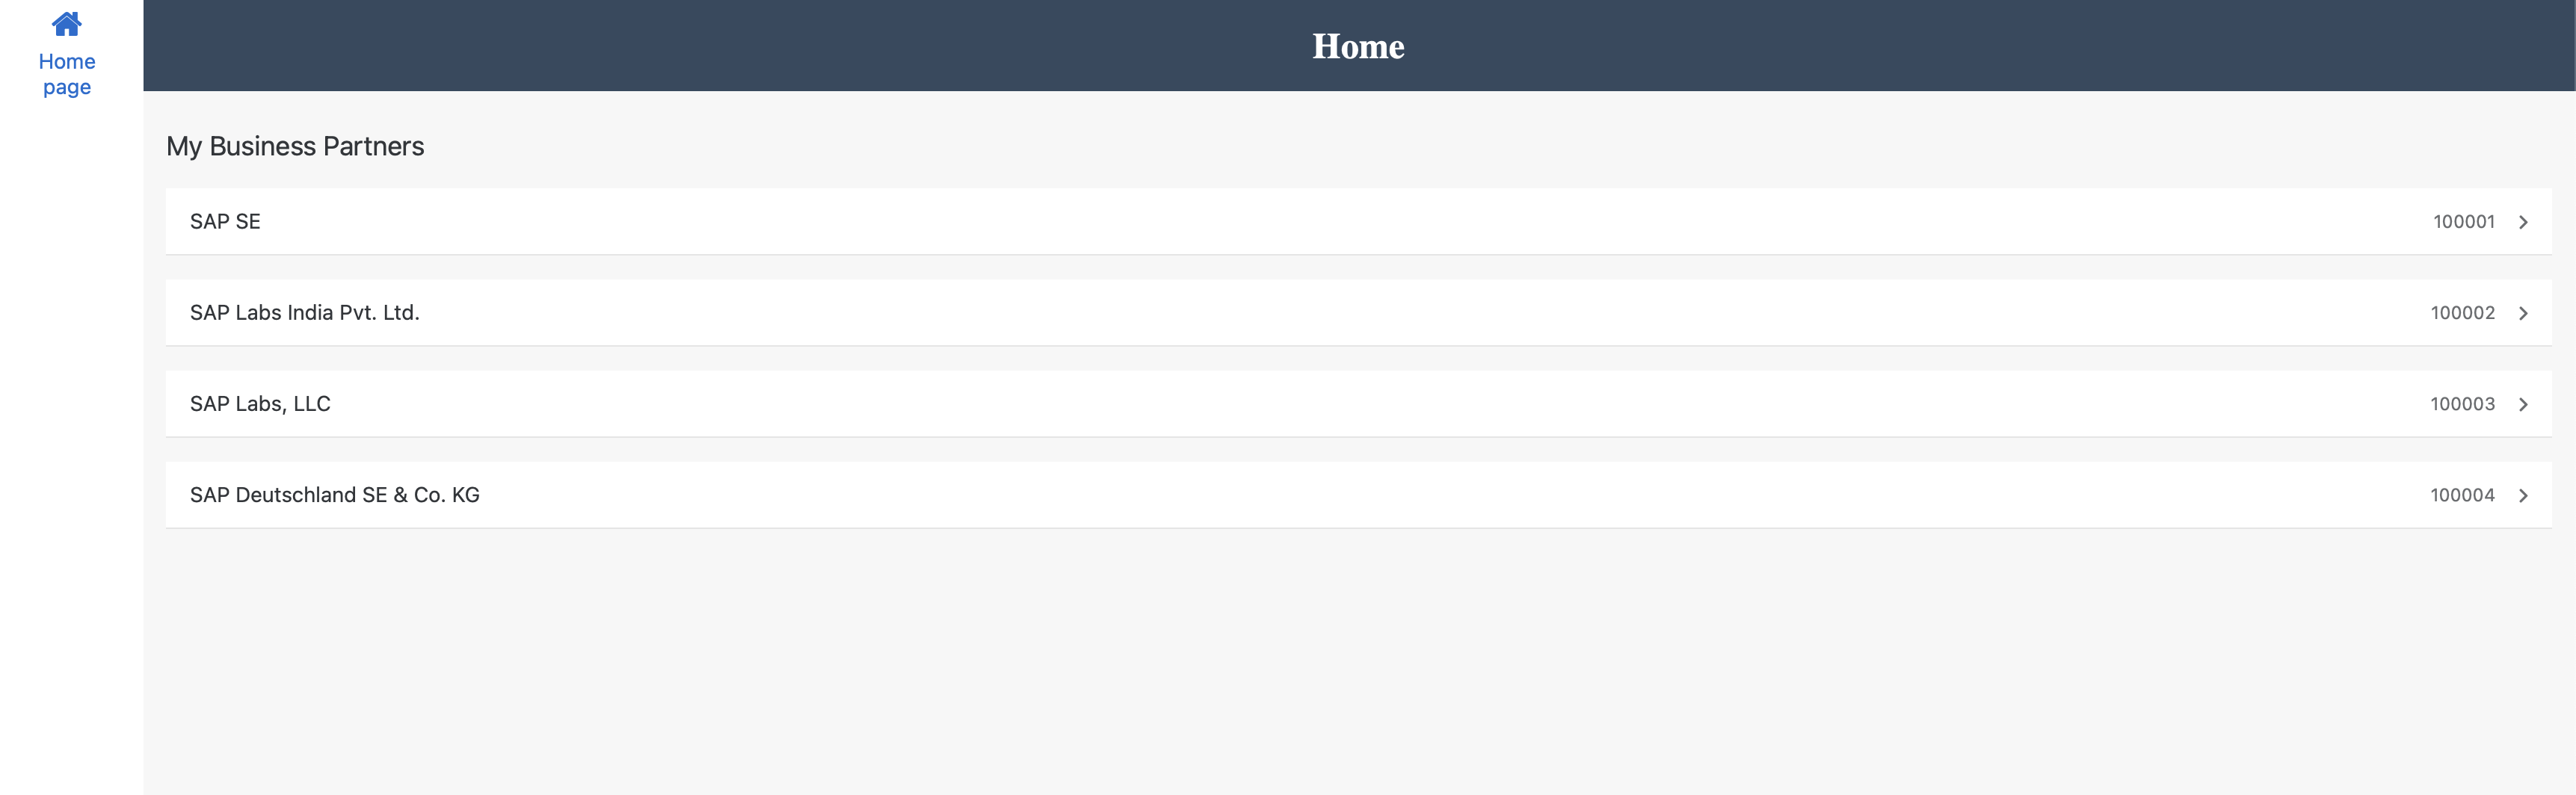 Home
page
Home
My Business Partners
SAP SE
100001
SAP Labs India Pvt. Ltd.
100002
SAP Labs, LLC
100003
SAP Deutschland SE & Co. KG
100004